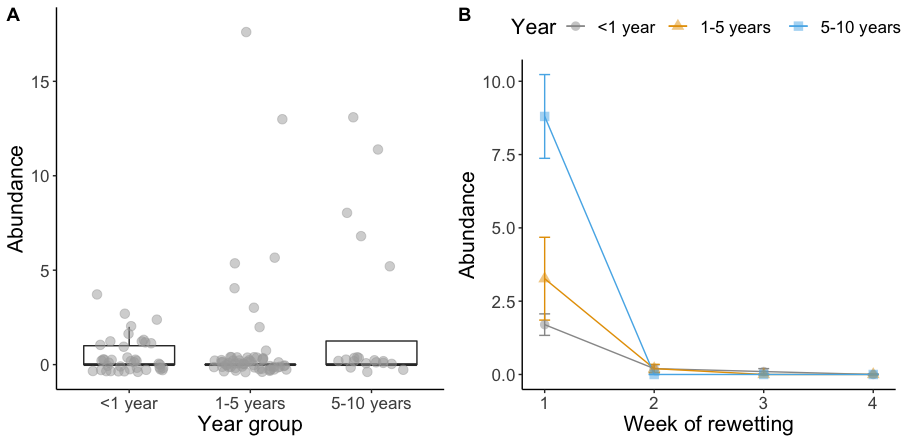 A
Abundance
15
10
5
0
<1 year
1-5 years
5-10 years
Year group
B
Year
<1 year
1-5 years
5-10 years
Abundance
10.0
7.5
5.0
2.5
0.0
1
2
3
4
Week of rewetting